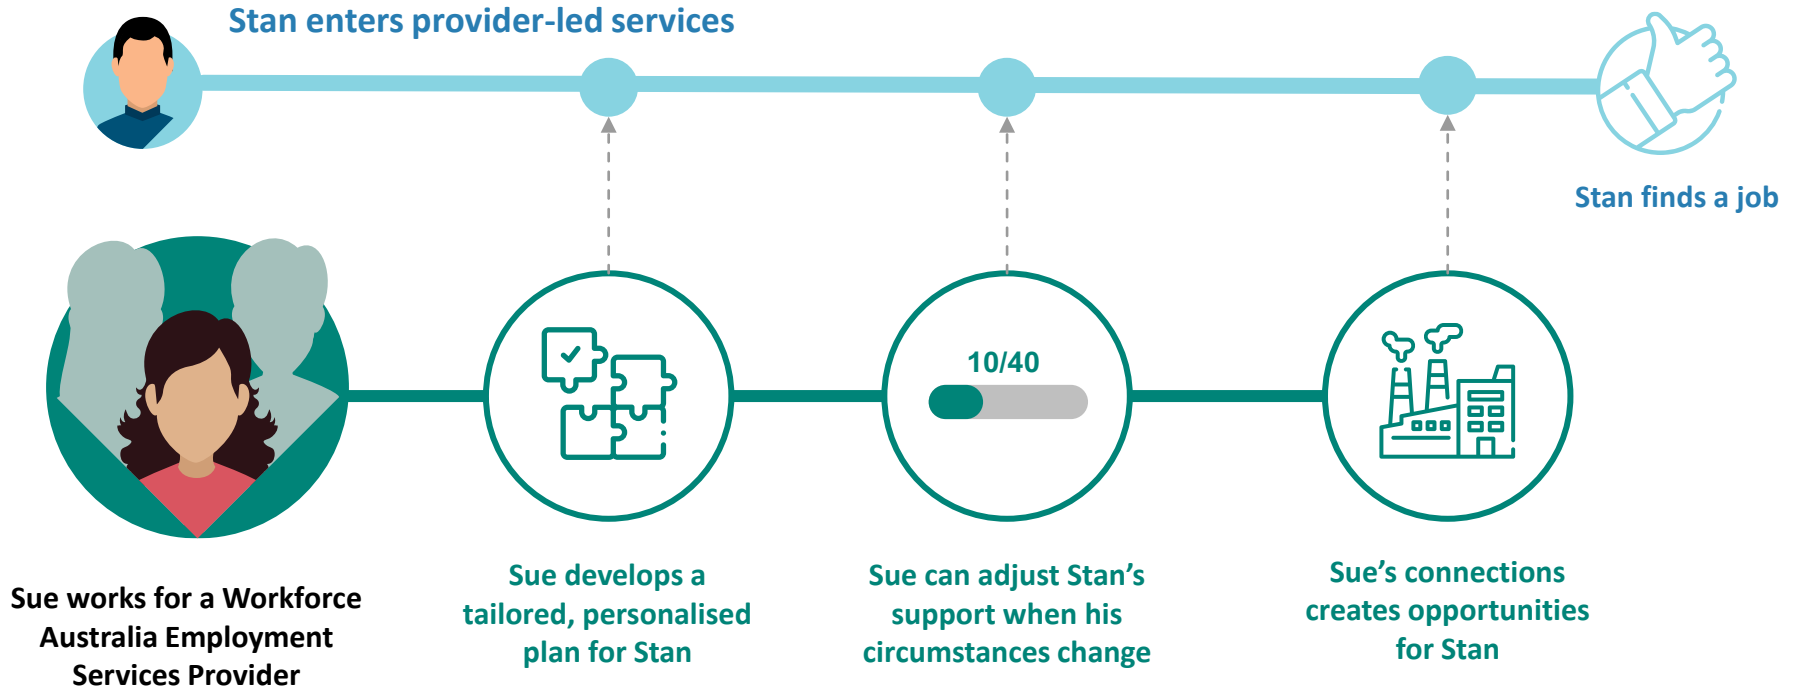 Stan enters provider-led services
Stan finds a job
10/40
Sue works for a Workforce
Australia Employment
Services Provider
Sue develops a
tailored, personalised
plan for Stan
Sue can adjust Stan’s
support when his
circumstances change
Sue’s connections
creates opportunities
for Stan